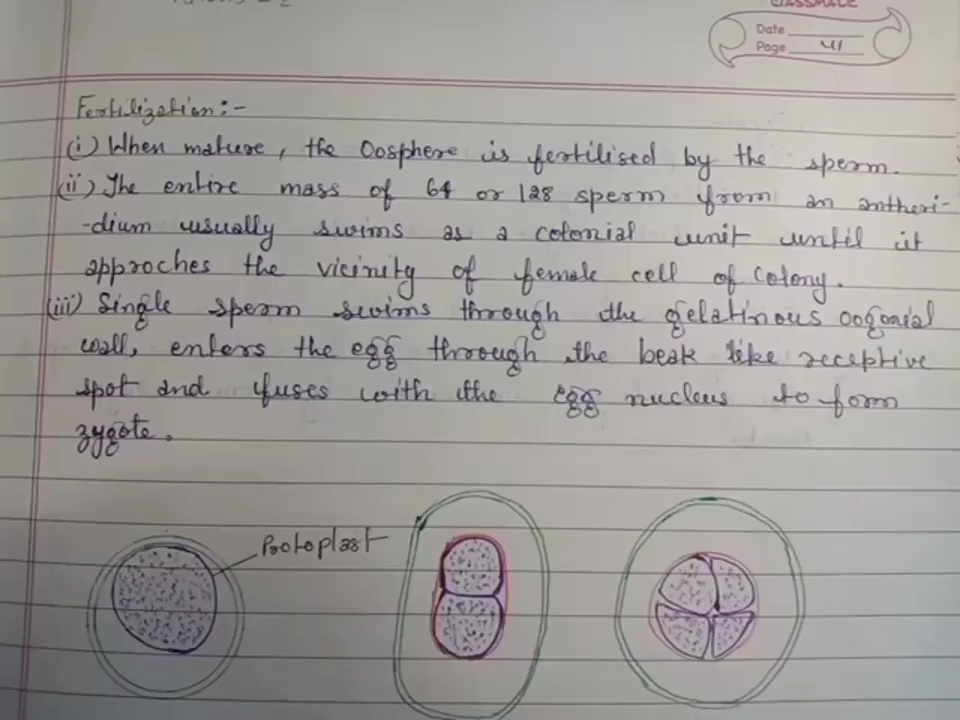 CLASSMATE
Date
Page 41
Fertilization:-
(i) When mature, the Oosphere is fertilised by the sperm.
(ii) The entire mass of 64 or 128 sperm from an antheri-
-dium usually swims as a colonial unit until it
approches the vicinity of female cell of colony.
(iii) Single sperm swims through the gelatinous oogonial
wall, enters the egg through the beak like receptive
spot and fuses with the egg nucleus to form
zygote.
Protoplast